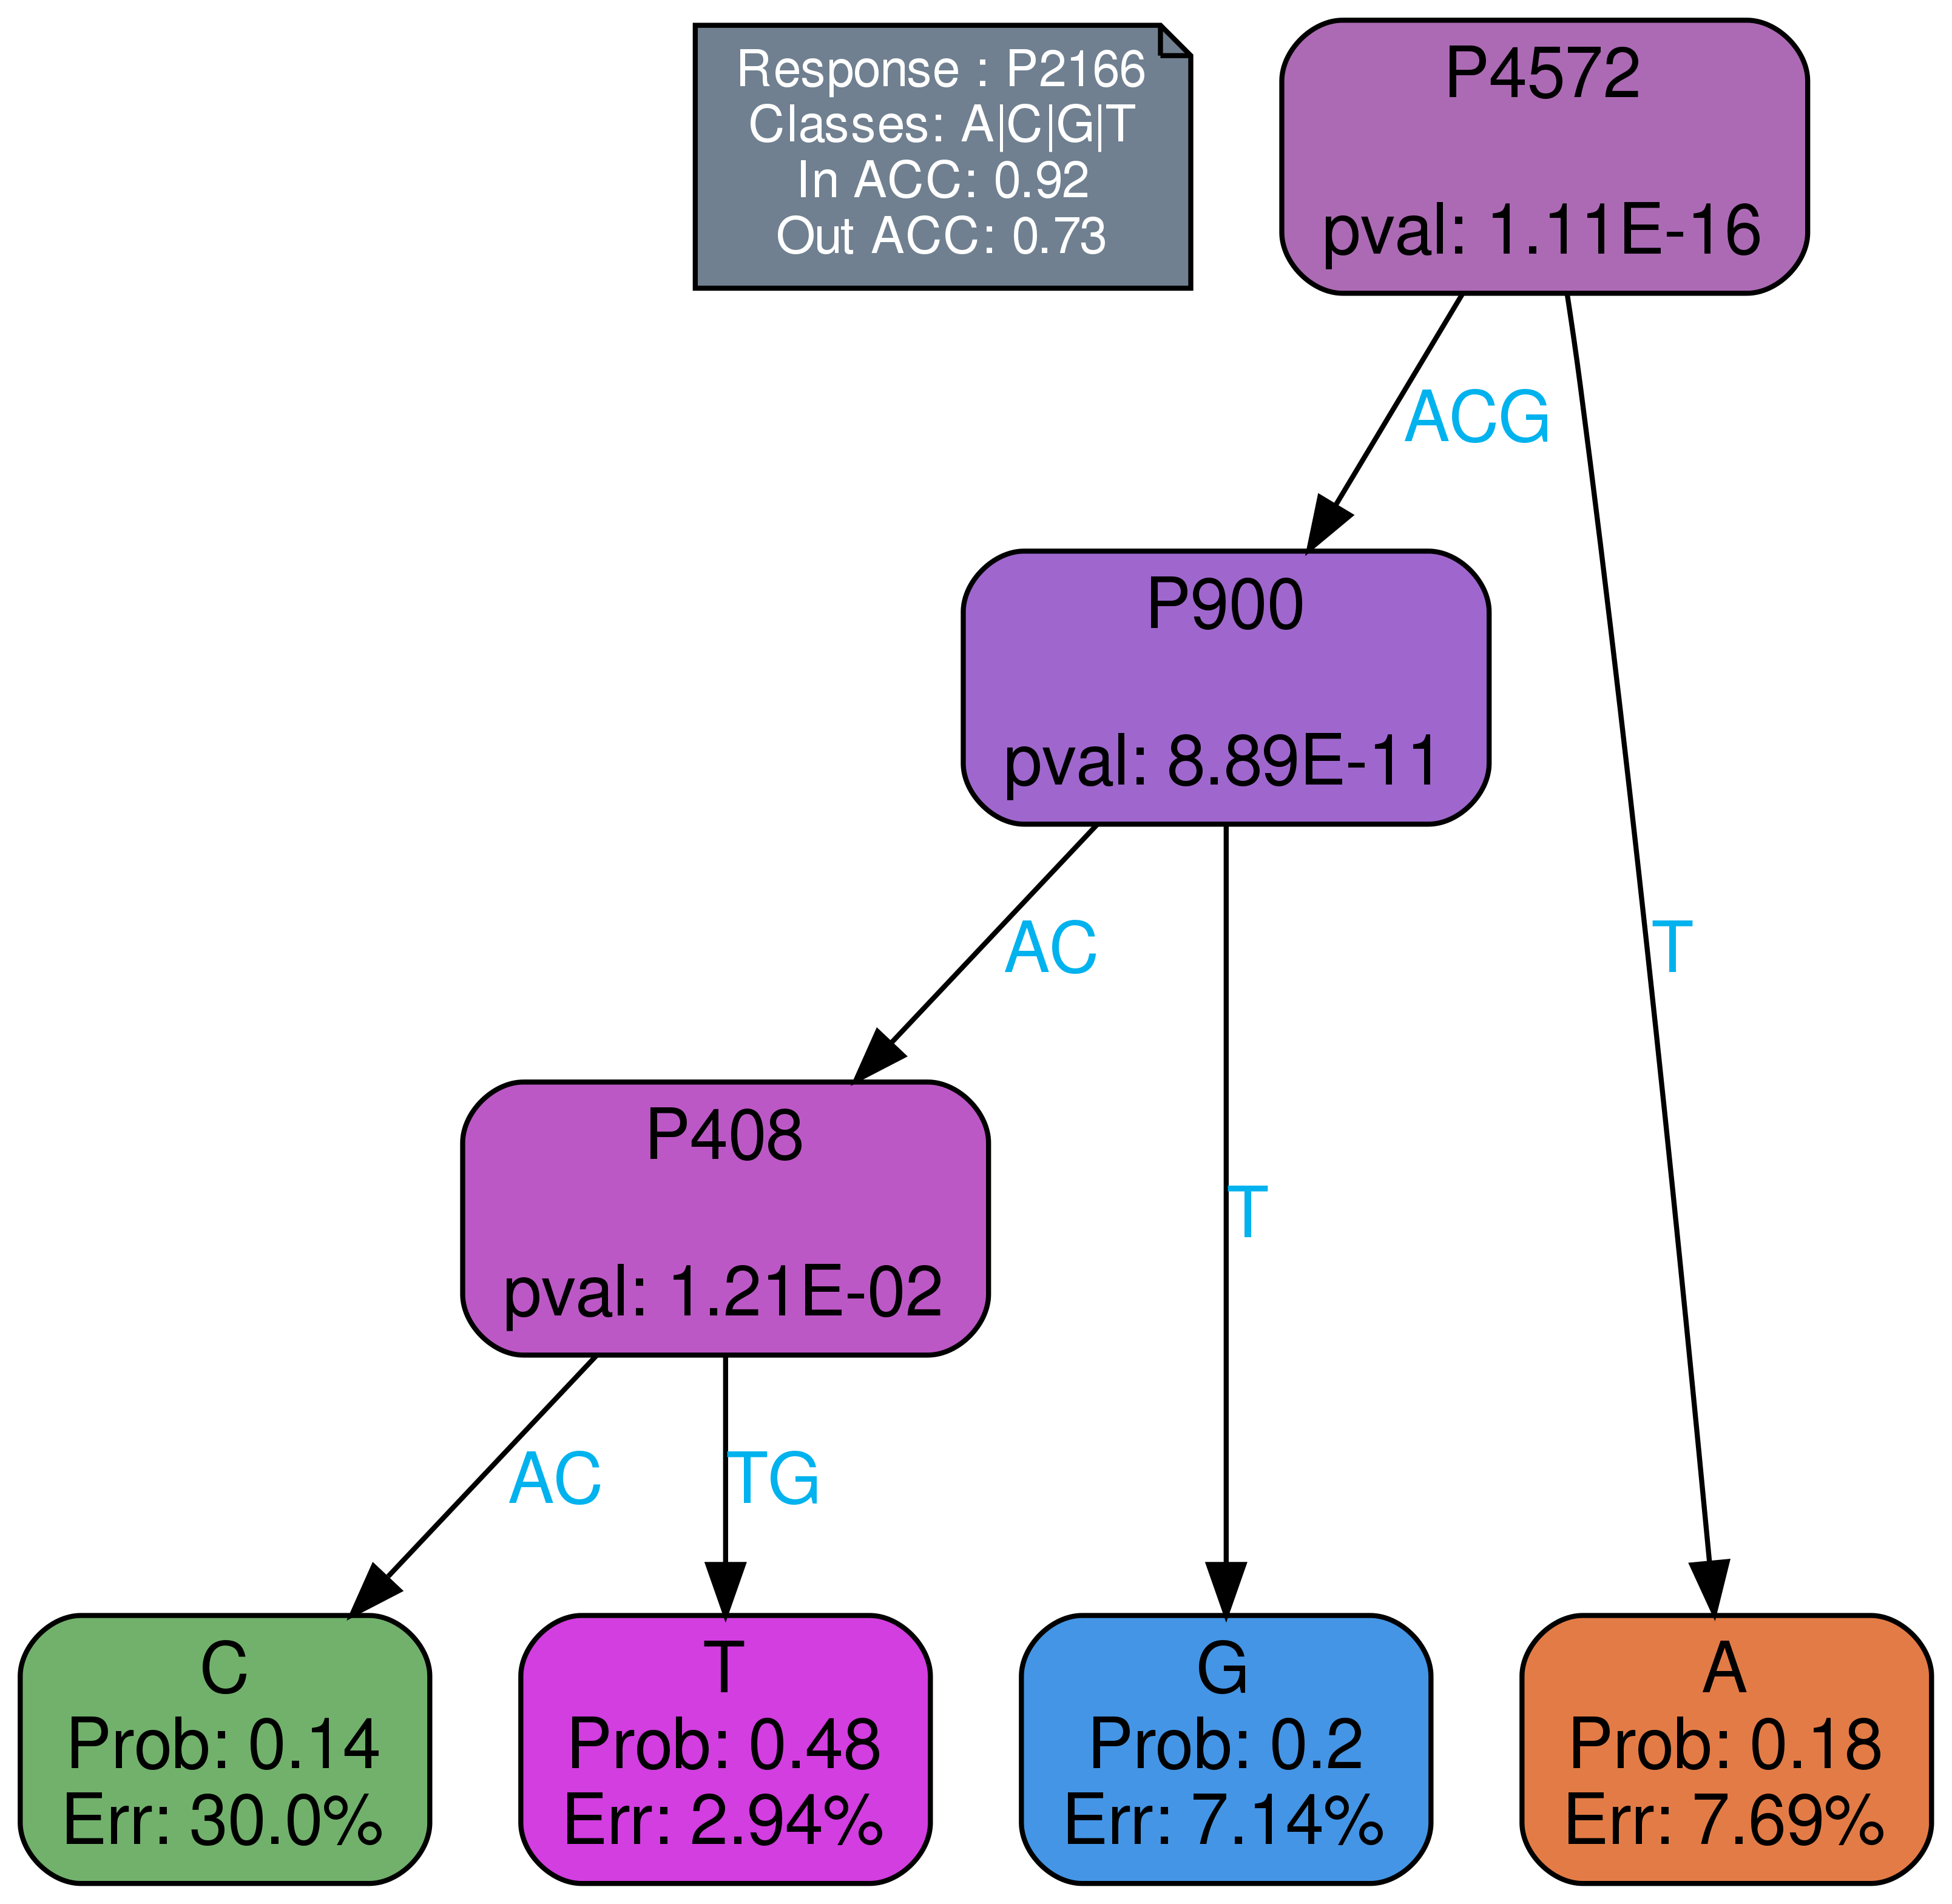 Response : P2166
Classes: A|C|G|T
In ACC: 0.92
Out ACC: 0.73
P4572
pval: 1.11E-16
ACG
P900
pval: 8.89E-11
AC
T
P408
pval: 1.21E-02
T
AC
TG
C
Prob: 0.14
Err: 30.0%
T
Prob: 0.48
Err: 2.94%
G
Prob: 0.2
Err: 7.14%
A
Prob: 0.18
Err: 7.69%